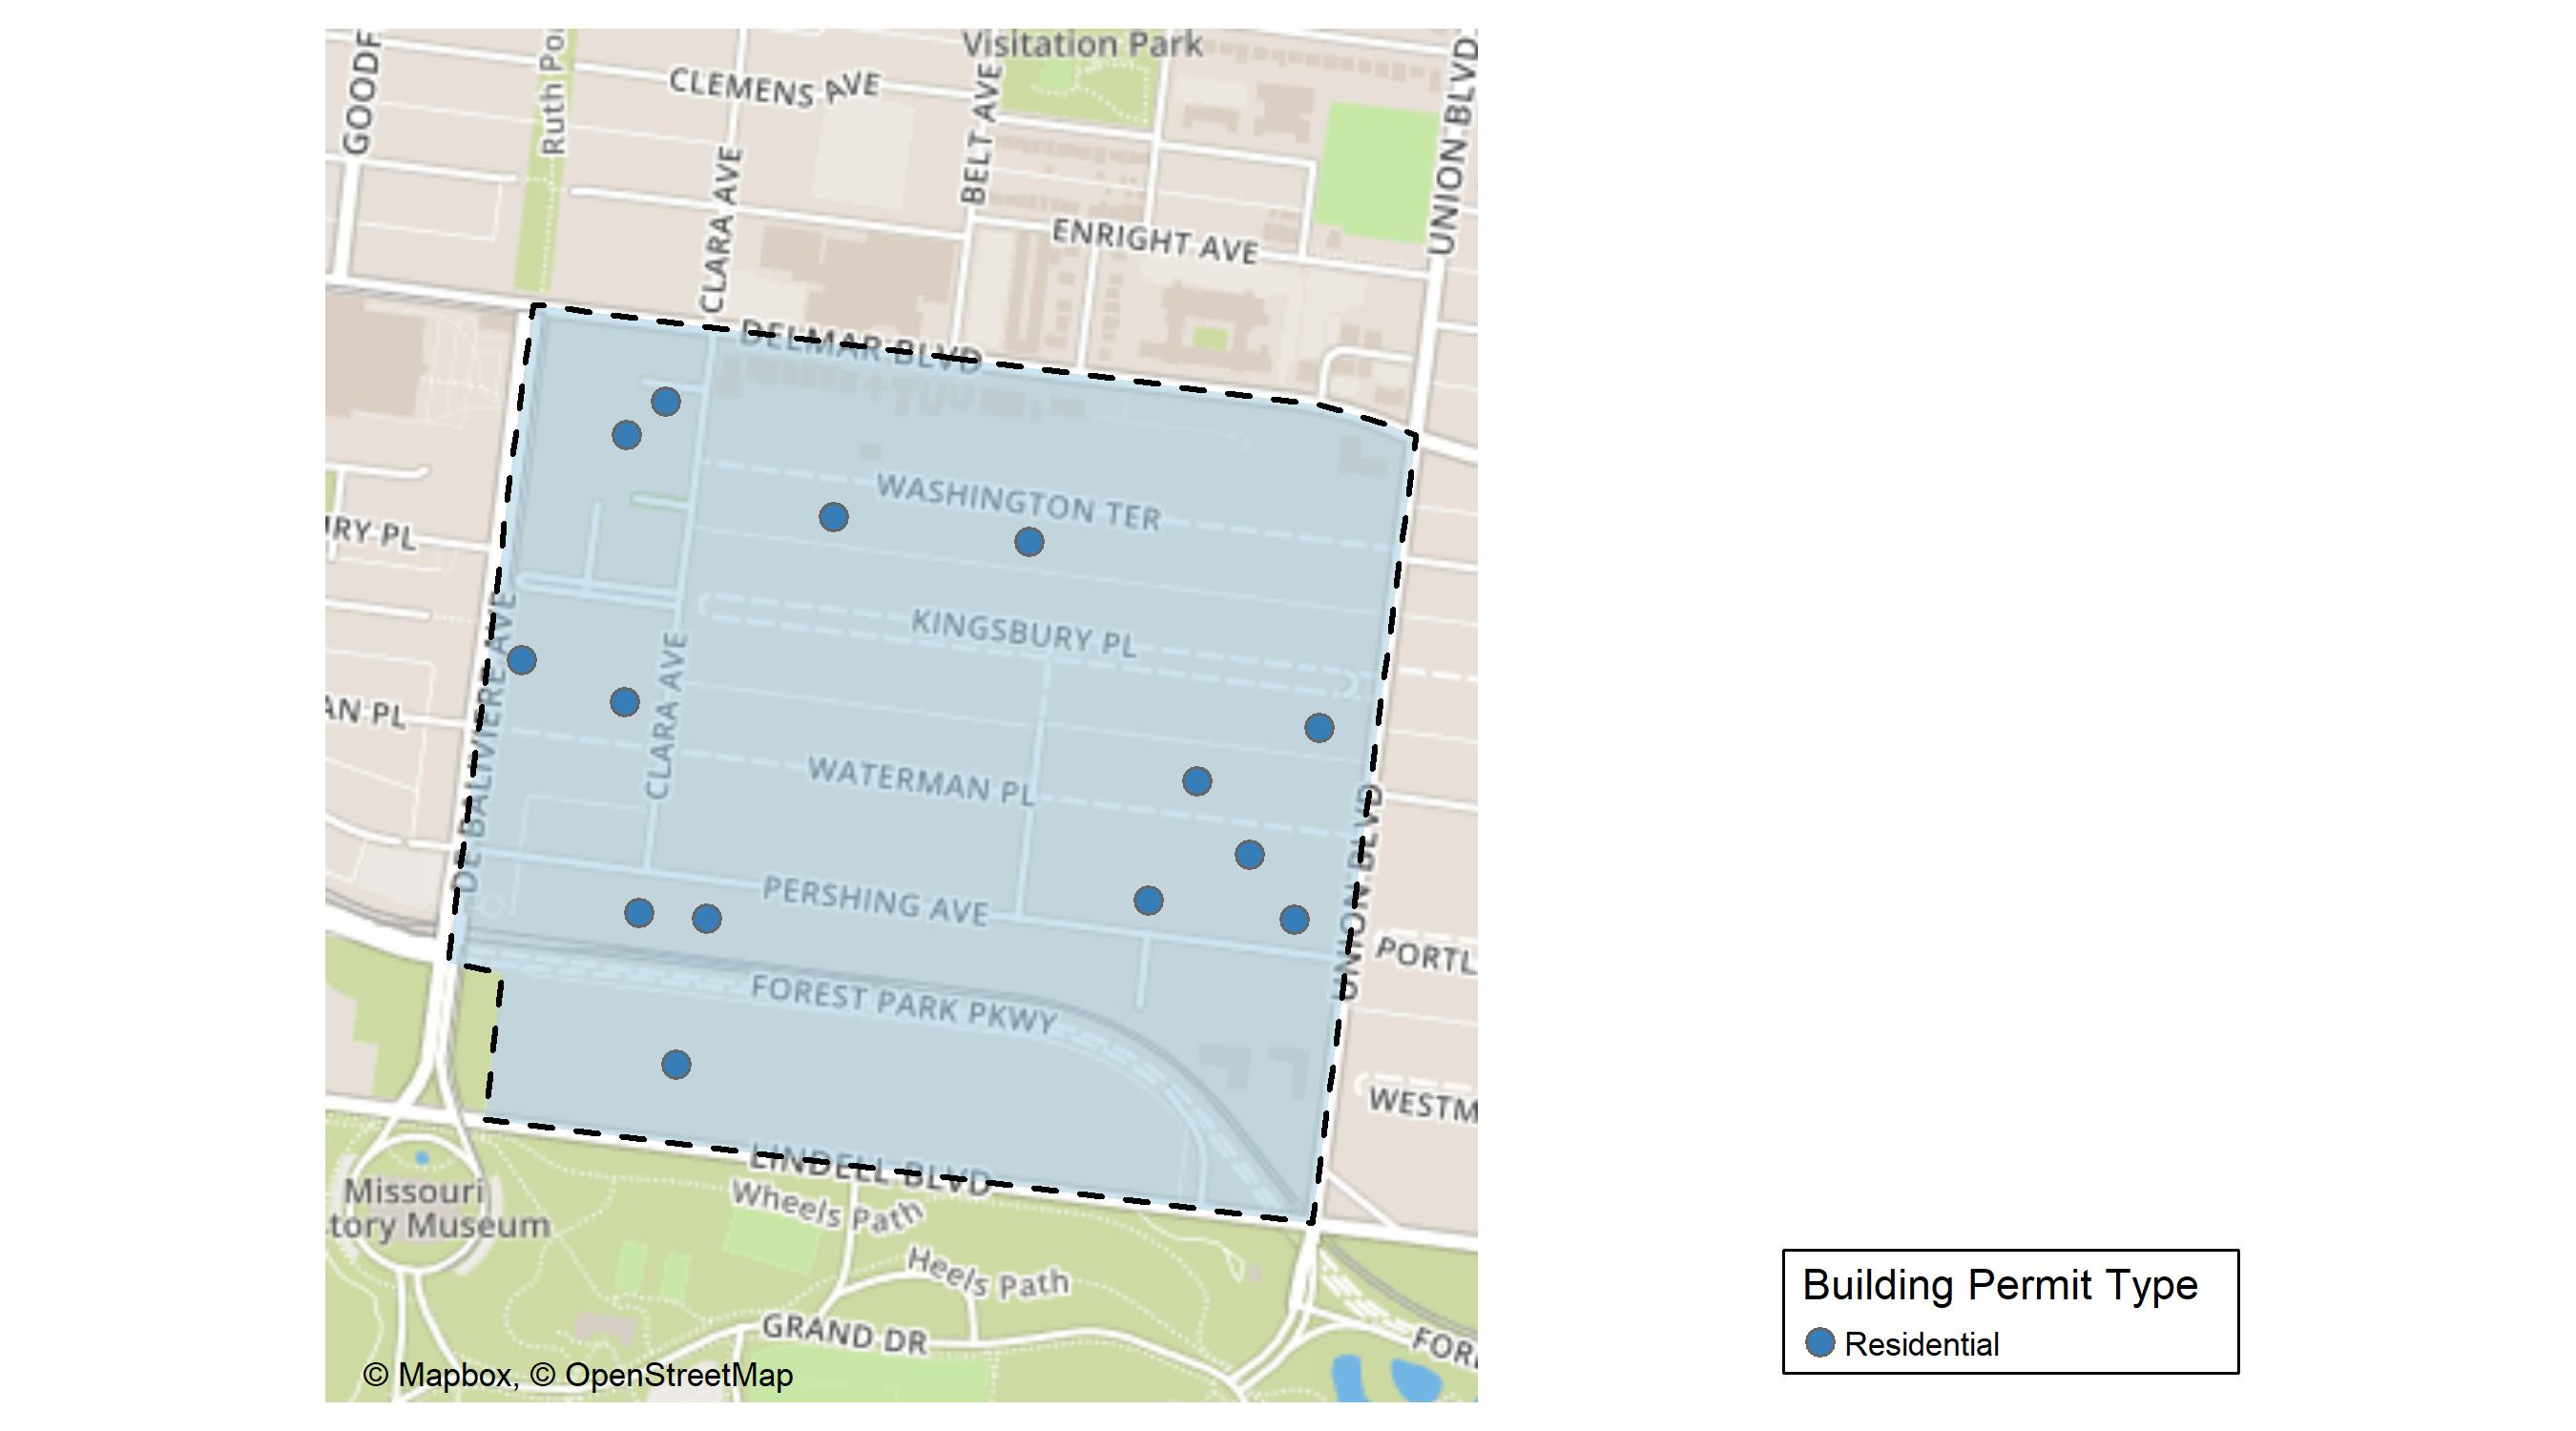 Visitation Park
GOODF
Ruth Po
CLEMENS AVE
BELT AVE
UNION BLVD
CLARA AVE
ENRIGHT AVE
DELMAR BLVD
WASHINGTON TER
RY PL
KINGSBURY PL
DE BALIVIERE AVE
CLARA AVE
AN PL
WATERMAN PL
UNION BLVD
PERSHING AVE
PORTL
FOREST PARK PKWY
WESTM
LINDELL BLVD
Missouri
tory Museum
Wheels Path
Heels Path
GRAND DR
FOR
© Mapbox, © OpenStreetMap
Building Permit Type
Residential